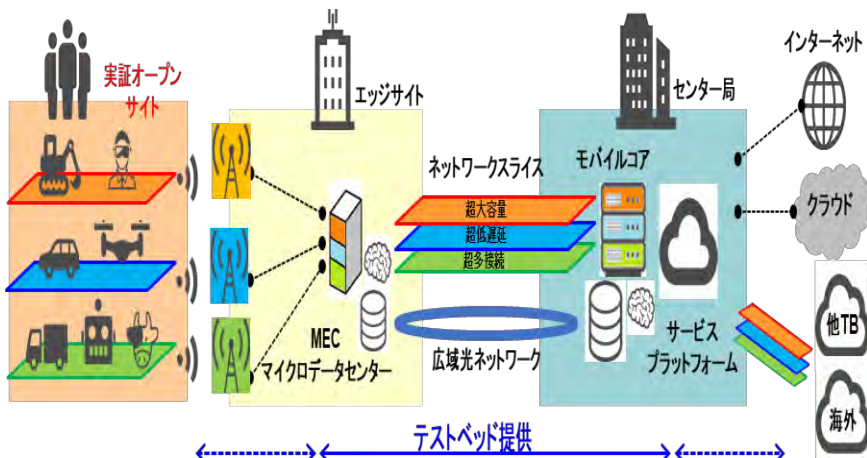 実証オープン
サイト
エッジサイト
センター局
インターネット
ネットワークスライス
モバイルコア
超大容量
超低遅延
超多接続
クラウド
MEC
マイクロデータセンター
広域光ネットワーク
サービス
プラットフォーム
他TB
海外
テストベッド提供